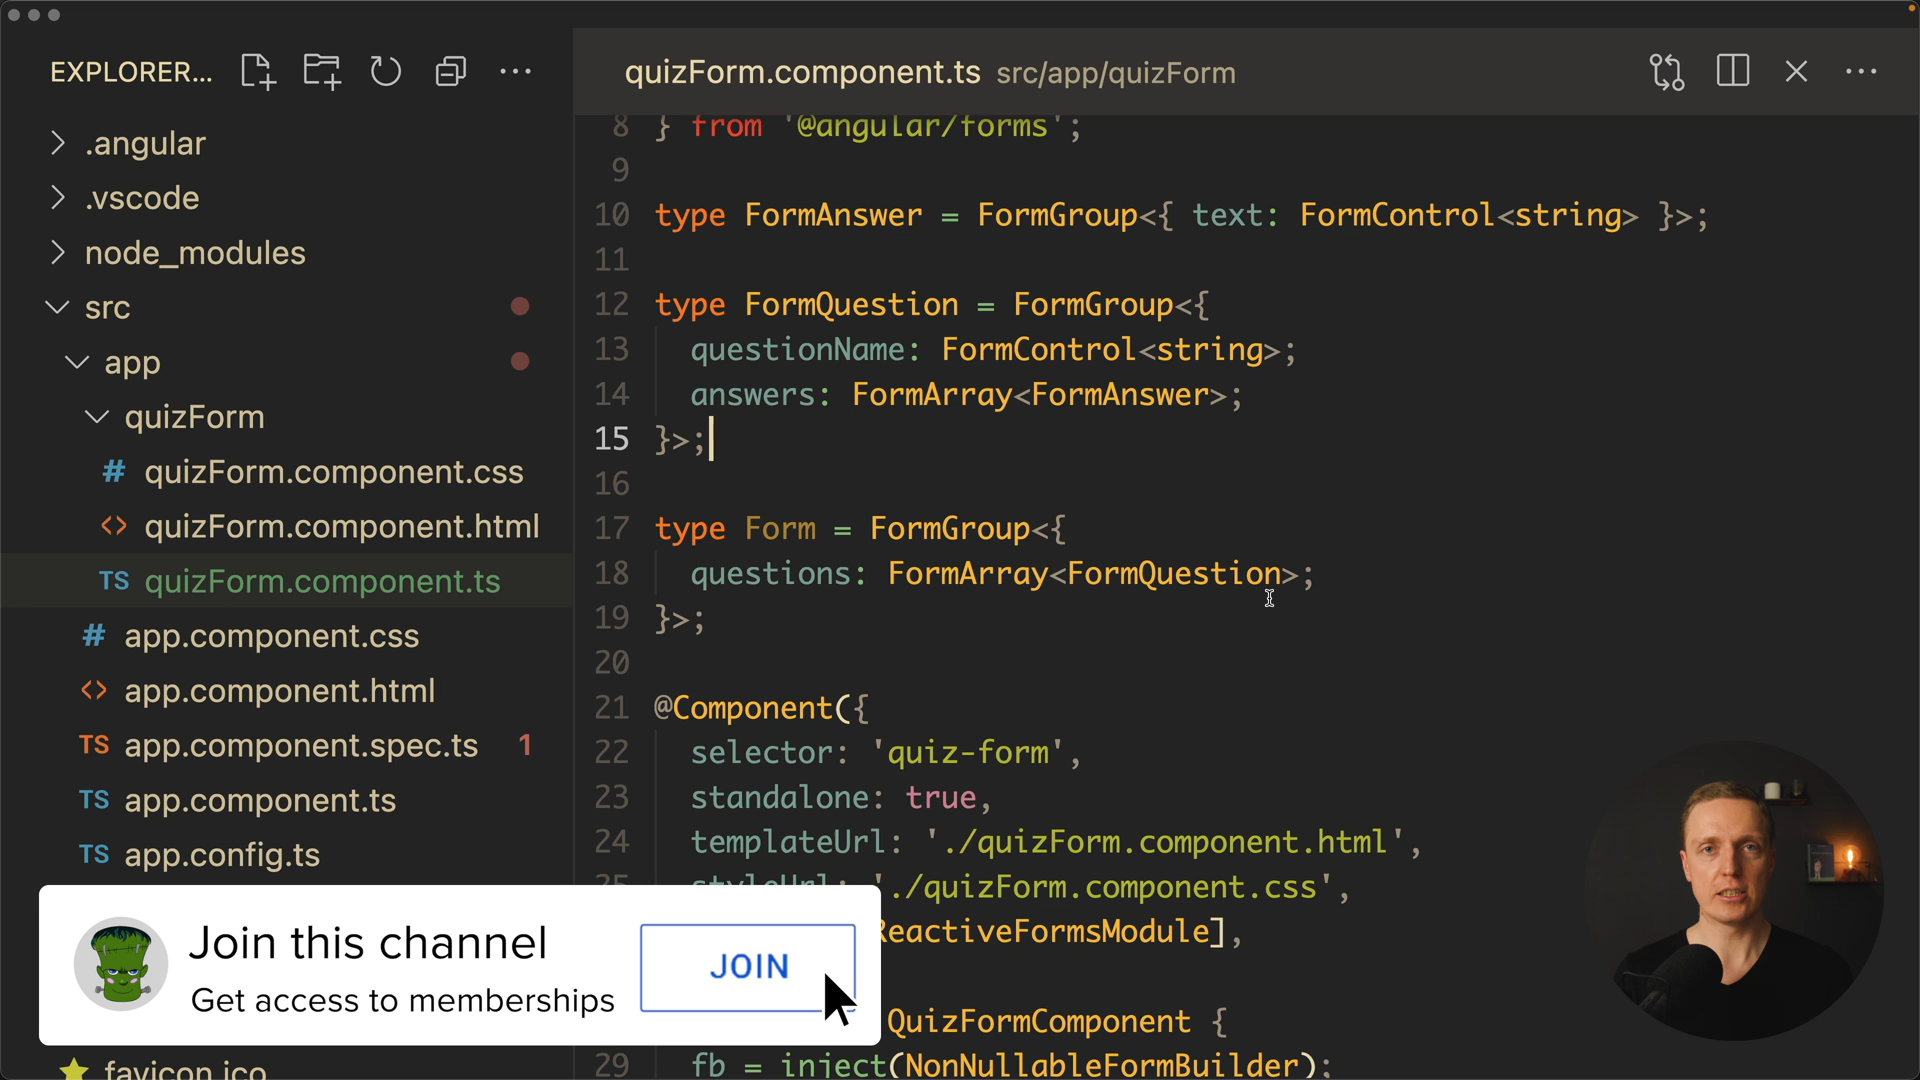 EXPLORER...
.angular
.vscode
node_modules
src
app
quizForm
# quizForm.component.css
<> quizForm.component.html
TS quizForm.component.ts
# app.component.css
<> app.component.html
TS app.component.spec.ts 1
TS app.component.ts
TS app.config.ts
favicon.ico
quizForm.component.ts src/app/quizForm
8 } from '@angular/forms';
9
10 type FormAnswer = FormGroup<{ text: FormControl<string> }>;
11
12 type FormQuestion = FormGroup<{
13 questionName: FormControl<string>;
14 answers: FormArray<FormAnswer>;
15 }>;
16
17 type Form = FormGroup<{
18 questions: FormArray<FormQuestion>;
19 }>;
20
21 @Component({
22 selector: 'quiz-form',
23 standalone: true,
24 templateUrl: './quizForm.component.html',
25 styleUrl: './quizForm.component.css',
ReactiveFormsModule],
QuizFormComponent {
29 fb = inject(NonNullableFormBuilder);
Join this channel
Get access to memberships
JOIN